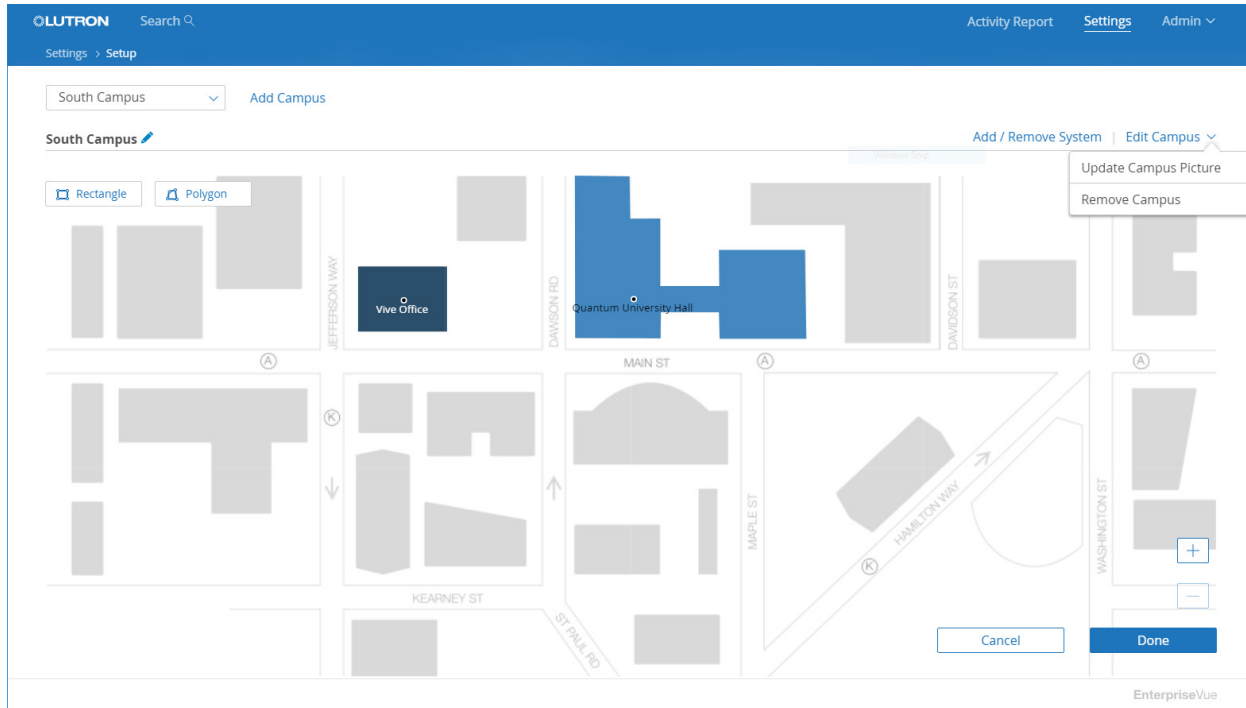 LUTRON Search Activity Report Settings Admin
Settings > Setup
South Campus Add Campus
South Campus Add / Remove System | Edit Campus
Window Snip
Update Campus Picture
Remove Campus
Rectangle Polygon
JEFFERSON WAY
DAWSON RD
DAVIDSON ST
Vive Office
Quantum University Hall
A MAIN ST A A
K
MAPLE ST
HAMILTON WAY
WASHINGTON ST
K
KEARNEY ST
ST PAUL RD
Cancel Done
EnterpriseVue